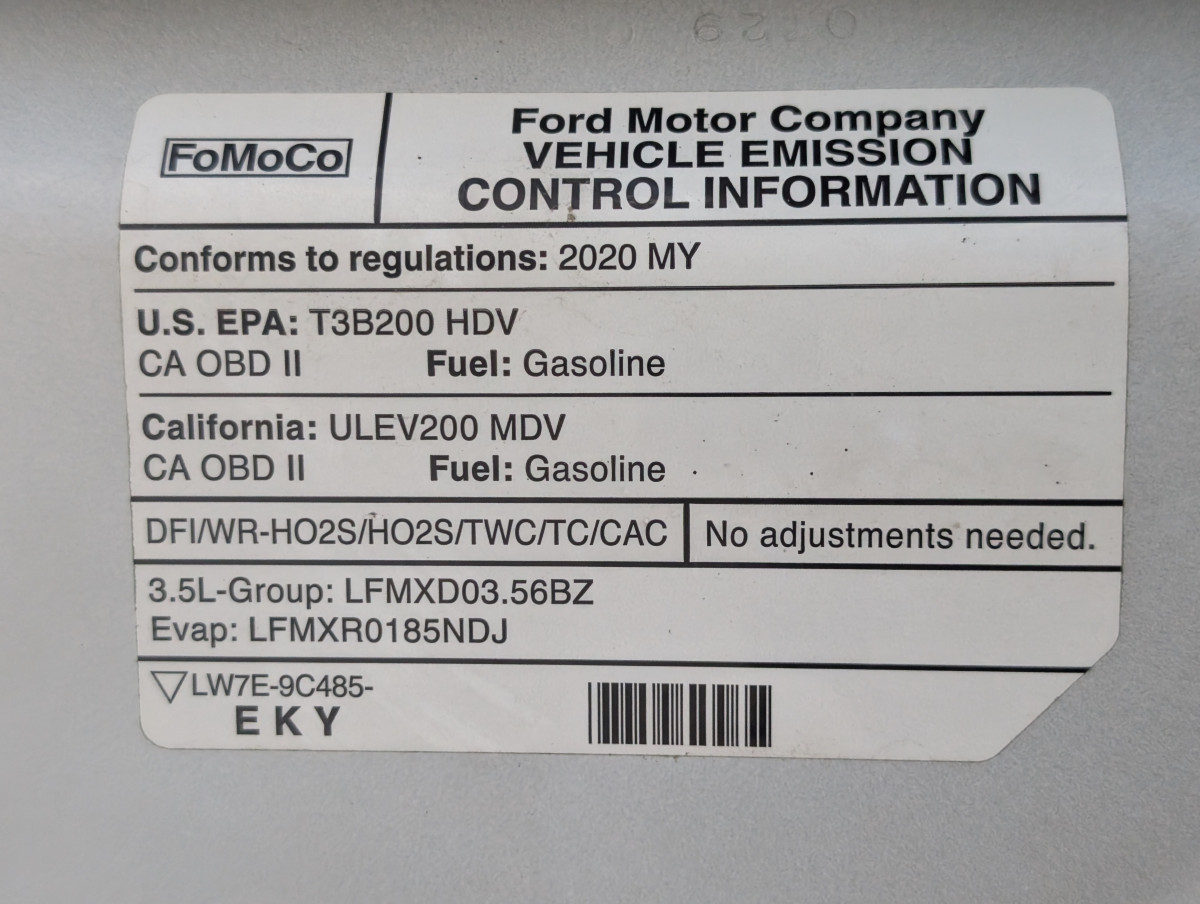 FoMoCo
Ford Motor Company
VEHICLE EMISSION
CONTROL INFORMATION
Conforms to regulations: 2020 MY
U.S. EPA: T3B200 HDV
CA OBD II Fuel: Gasoline
California: ULEV200 MDV
CA OBD II Fuel: Gasoline
DFI/WR-HO2S/HO2S/TWC/TC/CAC No adjustments needed.
3.5L-Group: LFMXD03.56BZ
Evap: LFMXR0185NDJ
▽LW7E-9C485-
E K Y